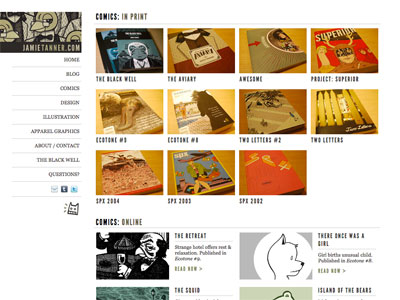 JAMIETANNER.COM
HOME
BLOG
COMICS
DESIGN
ILLUSTRATION
APPAREL GRAPHICS
ABOUT / CONTACT
THE BLACK WELL
QUESTIONS?
COMICS: IN PRINT
THE BLACK WELL
THE AVIARY
AWESOME
PROJECT: SUPERIOR
ECOTONE #9
ECOTONE #8
TWO LETTERS #2
TWO LETTERS
SPX 2004
SPX 2003
SPX 2002
COMICS: ONLINE
THE RETREAT
Strange hotel offers rest &
relaxation. Published in
Ecotone #9.
READ NOW >
THERE ONCE WAS A
GIRL
Girl births unusual child.
Published in Ecotone #8.
READ NOW >
THE SQUID
ISLAND OF THE BEARS